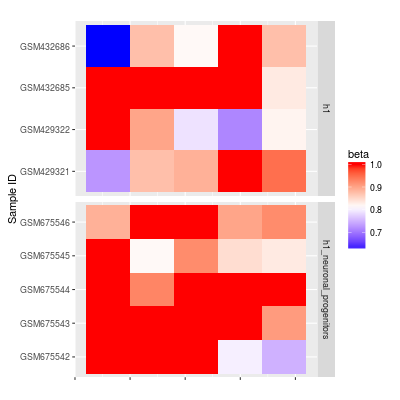 GSM432686
GSM432685
GSM429322
GSM429321
h1
GSM675546
GSM675545
GSM675544
GSM675543
GSM675542
h1_neuronal_progenitors
Sample ID
beta
1.0
0.9
0.8
0.7